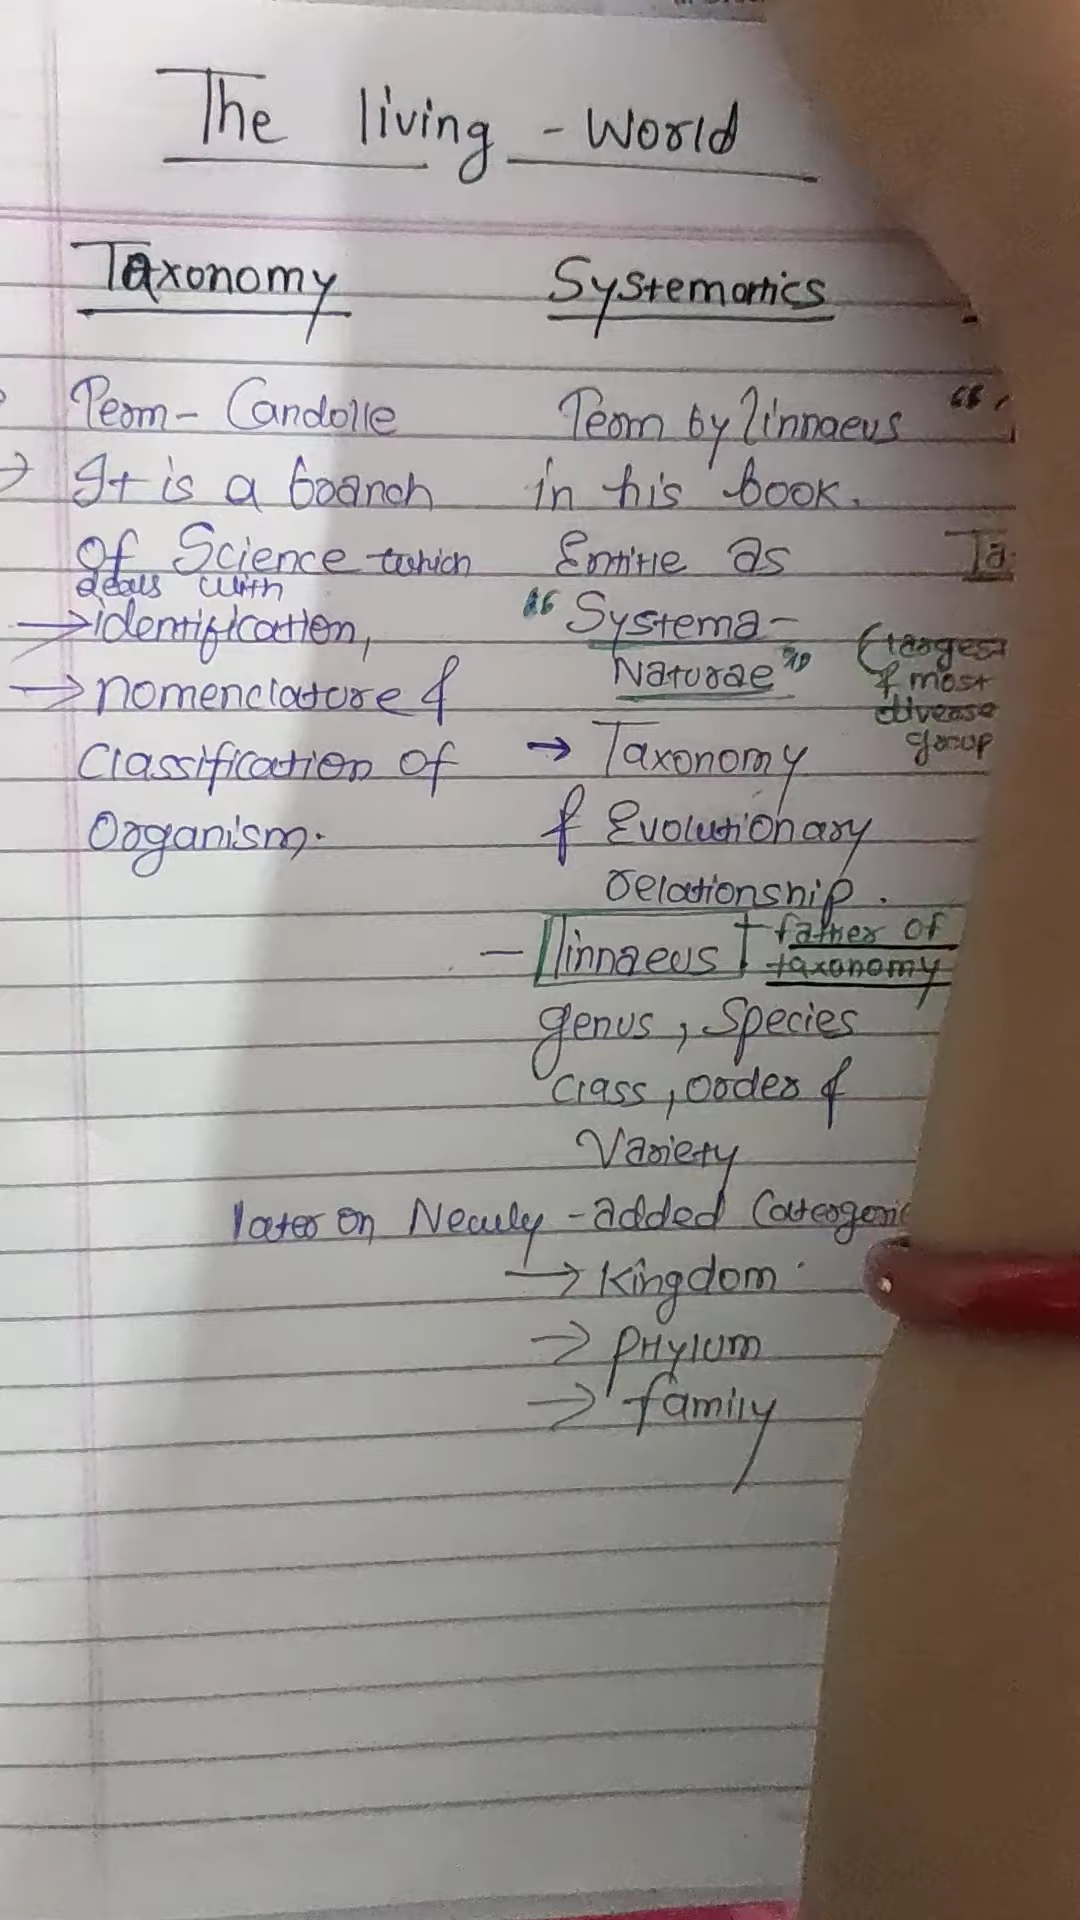 The living - World
Taxonomy
Term - Candolle
It is a branch
of Science which
deals with
→ identification,
→ nomenclature &
Classification of
Organism.
Systematics
Term by linnaeus
in his book.
Entitle as
"Systema -
Naturae"
→ Taxonomy
& Evolutionary
relationship.
- linnaeus father of
taxonomy
genus, Species
Class, order &
Variety
later on Newly - added
→ Kingdom
→ PHylum
→ family
(largest
& most
diverse
group